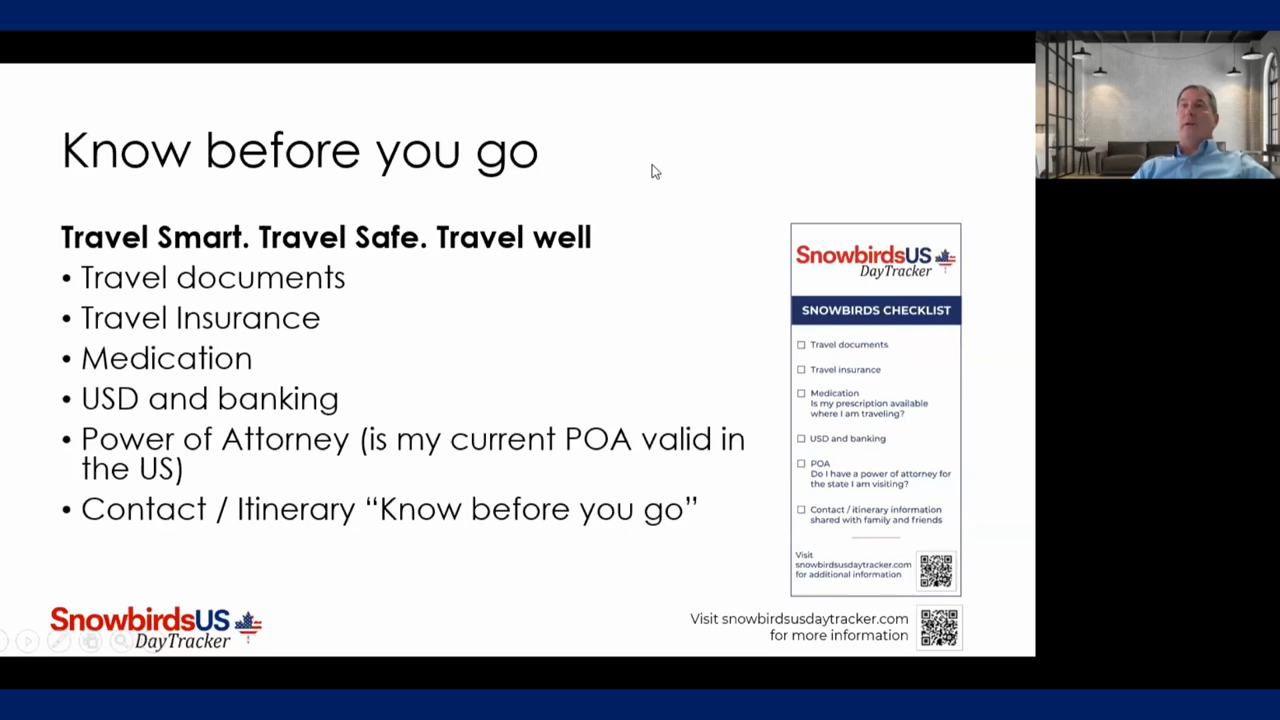 Know before you go
Travel Smart. Travel Safe. Travel well
• Travel documents
• Travel Insurance
• Medication
• USD and banking
• Power of Attorney (is my current POA valid in
the US)
• Contact / Itinerary “Know before you go”
SnowbirdsUS
DayTracker
SNOWBIRDS CHECKLIST
Travel documents
Travel insurance
Medication
Is my prescription available
where I am traveling?
USD and banking
POA
Do I have a power of attorney for
the state I am visiting?
Contact / itinerary information
shared with family and friends
Visit
snowbirdsusdaytracker.com
for additional information
SnowbirdsUS
DayTracker
Visit snowbirdsusdaytracker.com
for more information